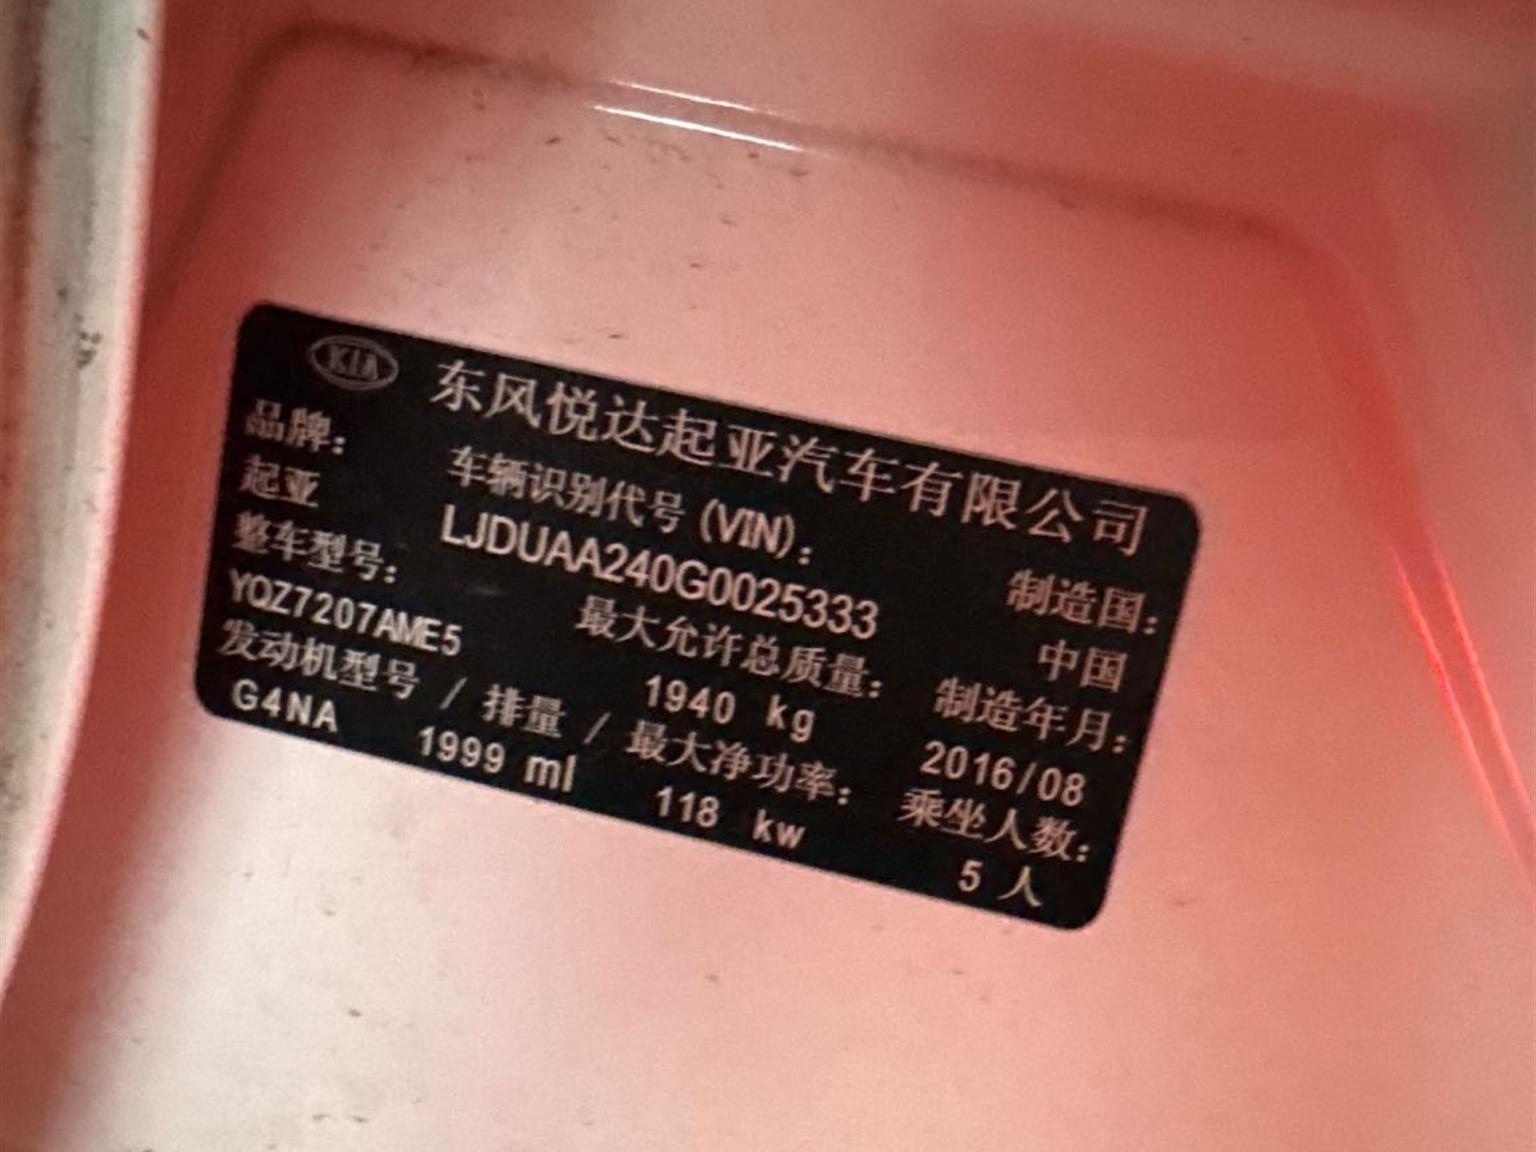 KIA 东风悦达起亚汽车有限公司
品牌： 车辆识别代号 (VIN)： 制造国：
起亚 LJDUAA240G0025333 中国
整车型号： 最大允许总质量： 制造年月：
YQZ7207AME5 1940 kg 2016/08
发动机型号 / 排量 / 最大净功率： 乘坐人数：
G4NA 1999 ml 118 kw 5 人